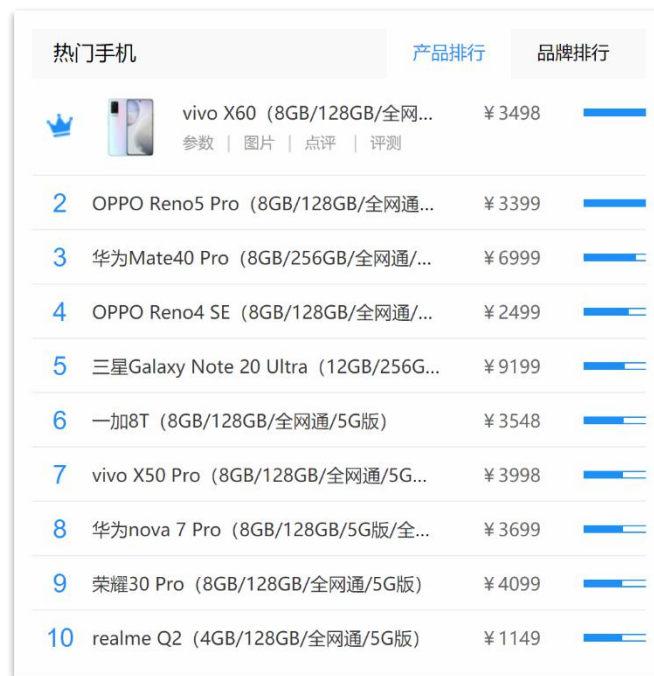 热门手机 产品排行 品牌排行
vivo X60（8GB/128GB/全网... ￥3498
参数 | 图片 | 点评 | 评测
2 OPPO Reno5 Pro（8GB/128GB/全网通... ￥3399
3 华为Mate40 Pro（8GB/256GB/全网通/... ￥6999
4 OPPO Reno4 SE（8GB/128GB/全网通/... ￥2499
5 三星Galaxy Note 20 Ultra（12GB/256G... ￥9199
6 一加8T（8GB/128GB/全网通/5G版） ￥3548
7 vivo X50 Pro（8GB/128GB/全网通/5G... ￥3998
8 华为nova 7 Pro（8GB/128GB/5G版/全... ￥3699
9 荣耀30 Pro（8GB/128GB/全网通/5G版） ￥4099
10 realme Q2（4GB/128GB/全网通/5G版） ￥1149